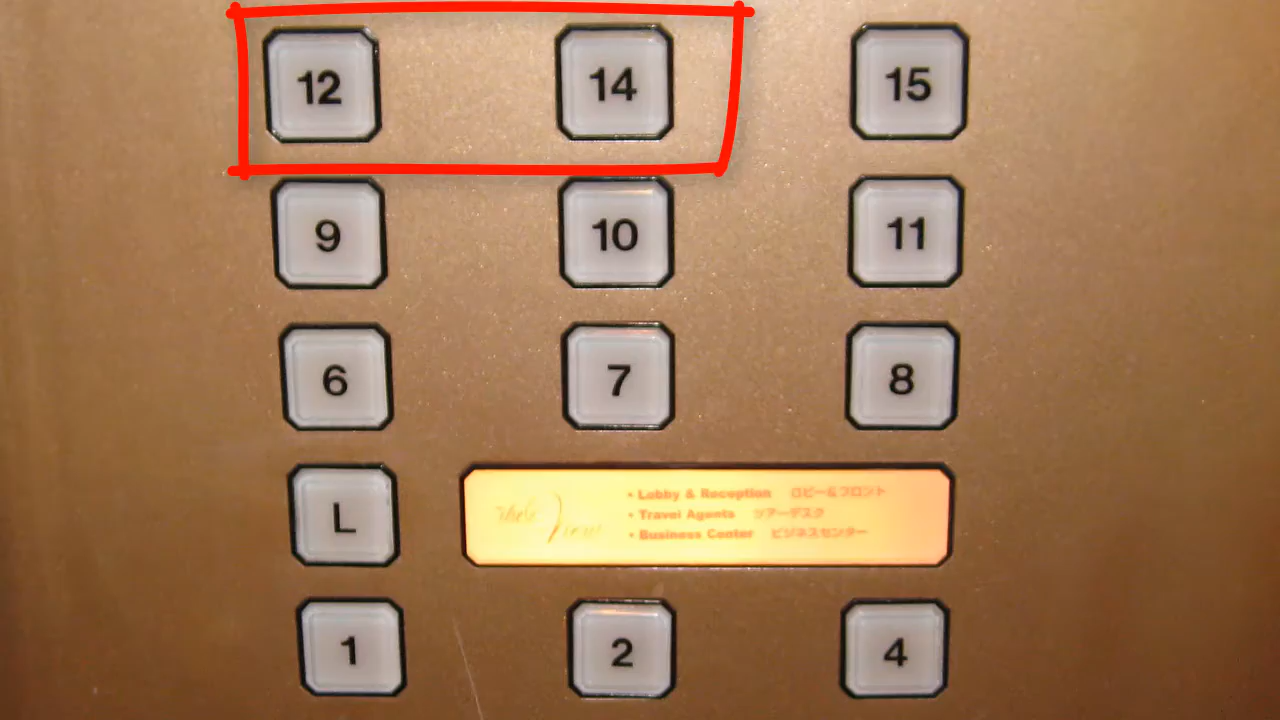 12 14 15
9 10 11
6 7 8
L
• Lobby & Reception ロビー&フロント
• Travel Agents ツアーデスク
• Business Center ビジネスセンター
1 2 4